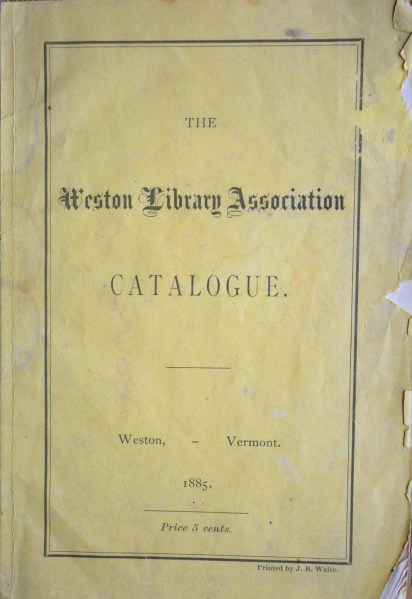 THE
Weston Library Association
CATALOGUE.
Weston, – Vermont.
1885.
Price 5 cents.
Printed by J. B. Waite.